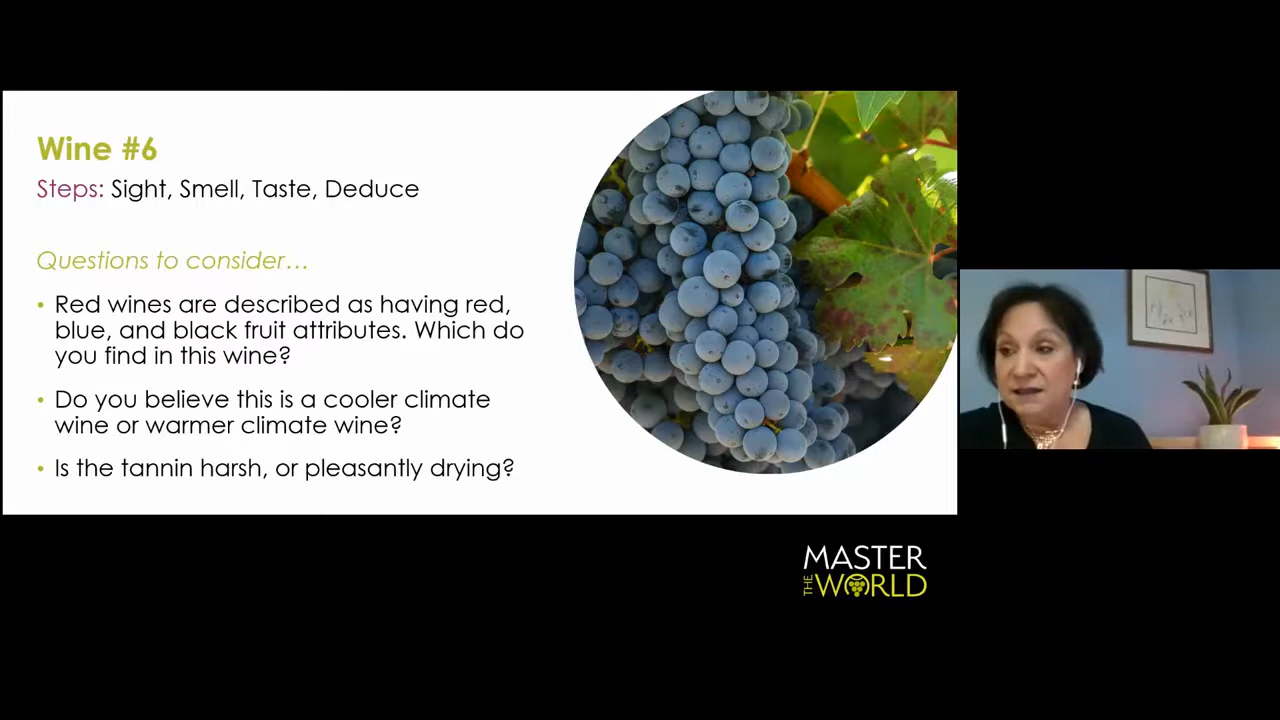 Wine #6
Steps: Sight, Smell, Taste, Deduce
Questions to consider…
• Red wines are described as having red,
blue, and black fruit attributes. Which do
you find in this wine?
• Do you believe this is a cooler climate
wine or warmer climate wine?
• Is the tannin harsh, or pleasantly drying?
MASTER
THE WORLD